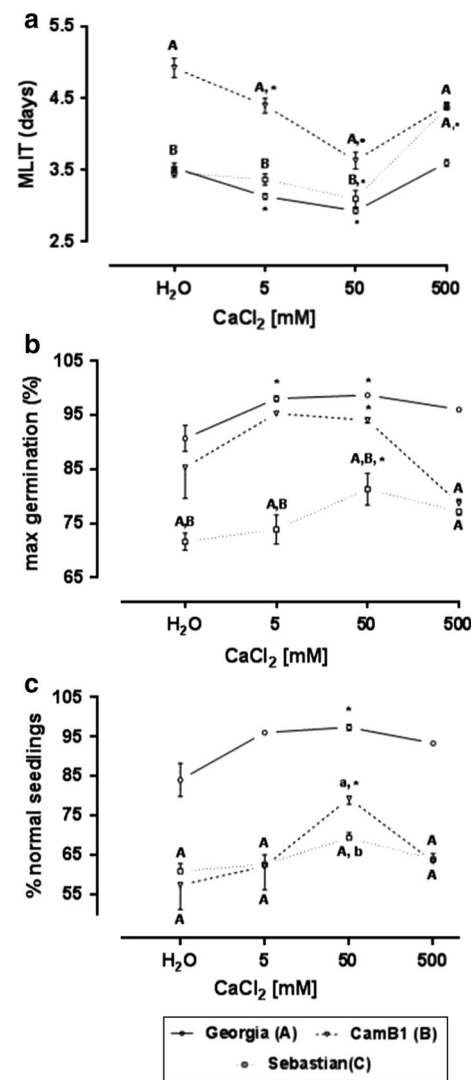 a
5.5
4.5
3.5
2.5
MLIT (days)
A
A,*
A
A,*
B
B
B,*
*
*
H₂O 5 50 500
CaCl₂ [mM]
b
105
95
85
75
65
max germination (%)
*
*
*
A,B,*
A
A,B
A,B
A
H₂O 5 50 500
CaCl₂ [mM]
c
105
95
85
75
65
55
% normal seedlings
*
a,*
A
A
A
A, b
A
A
A
H₂O 5 50 500
CaCl₂ [mM]
Georgia (A) CamB1 (B)
Sebastian(C)